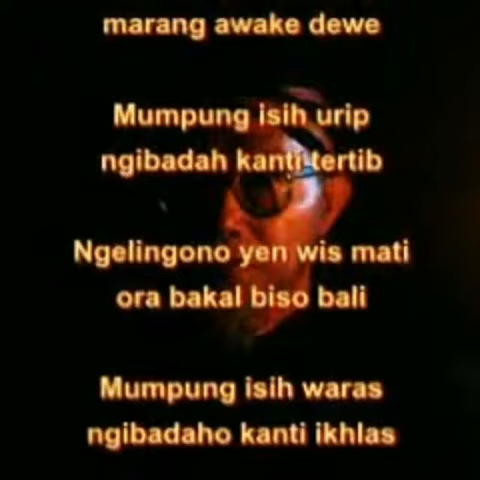 marang awake dewe
Mumpung isih urip
ngibadah kanti tertib
Ngelingono yen wis mati
ora bakal biso bali
Mumpung isih waras
ngibadaho kanti ikhlas